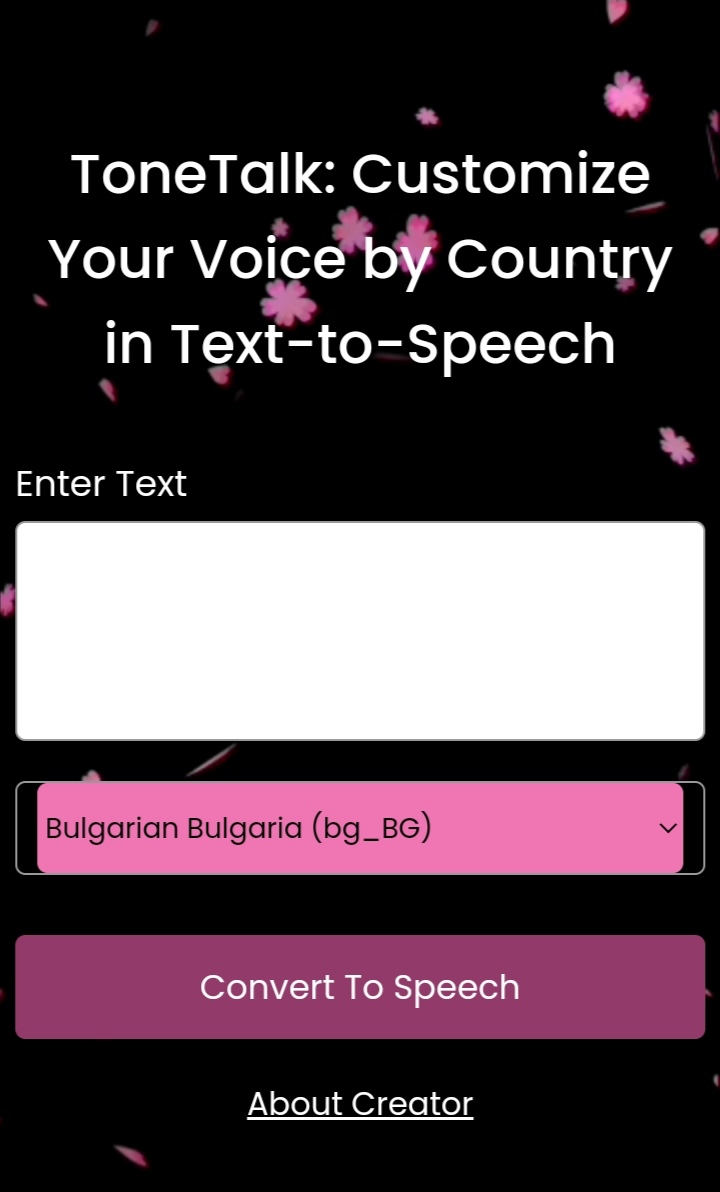 ToneTalk: Customize
Your Voice by Country
in Text-to-Speech
Enter Text
Bulgarian Bulgaria (bg_BG)
Convert To Speech
About Creator